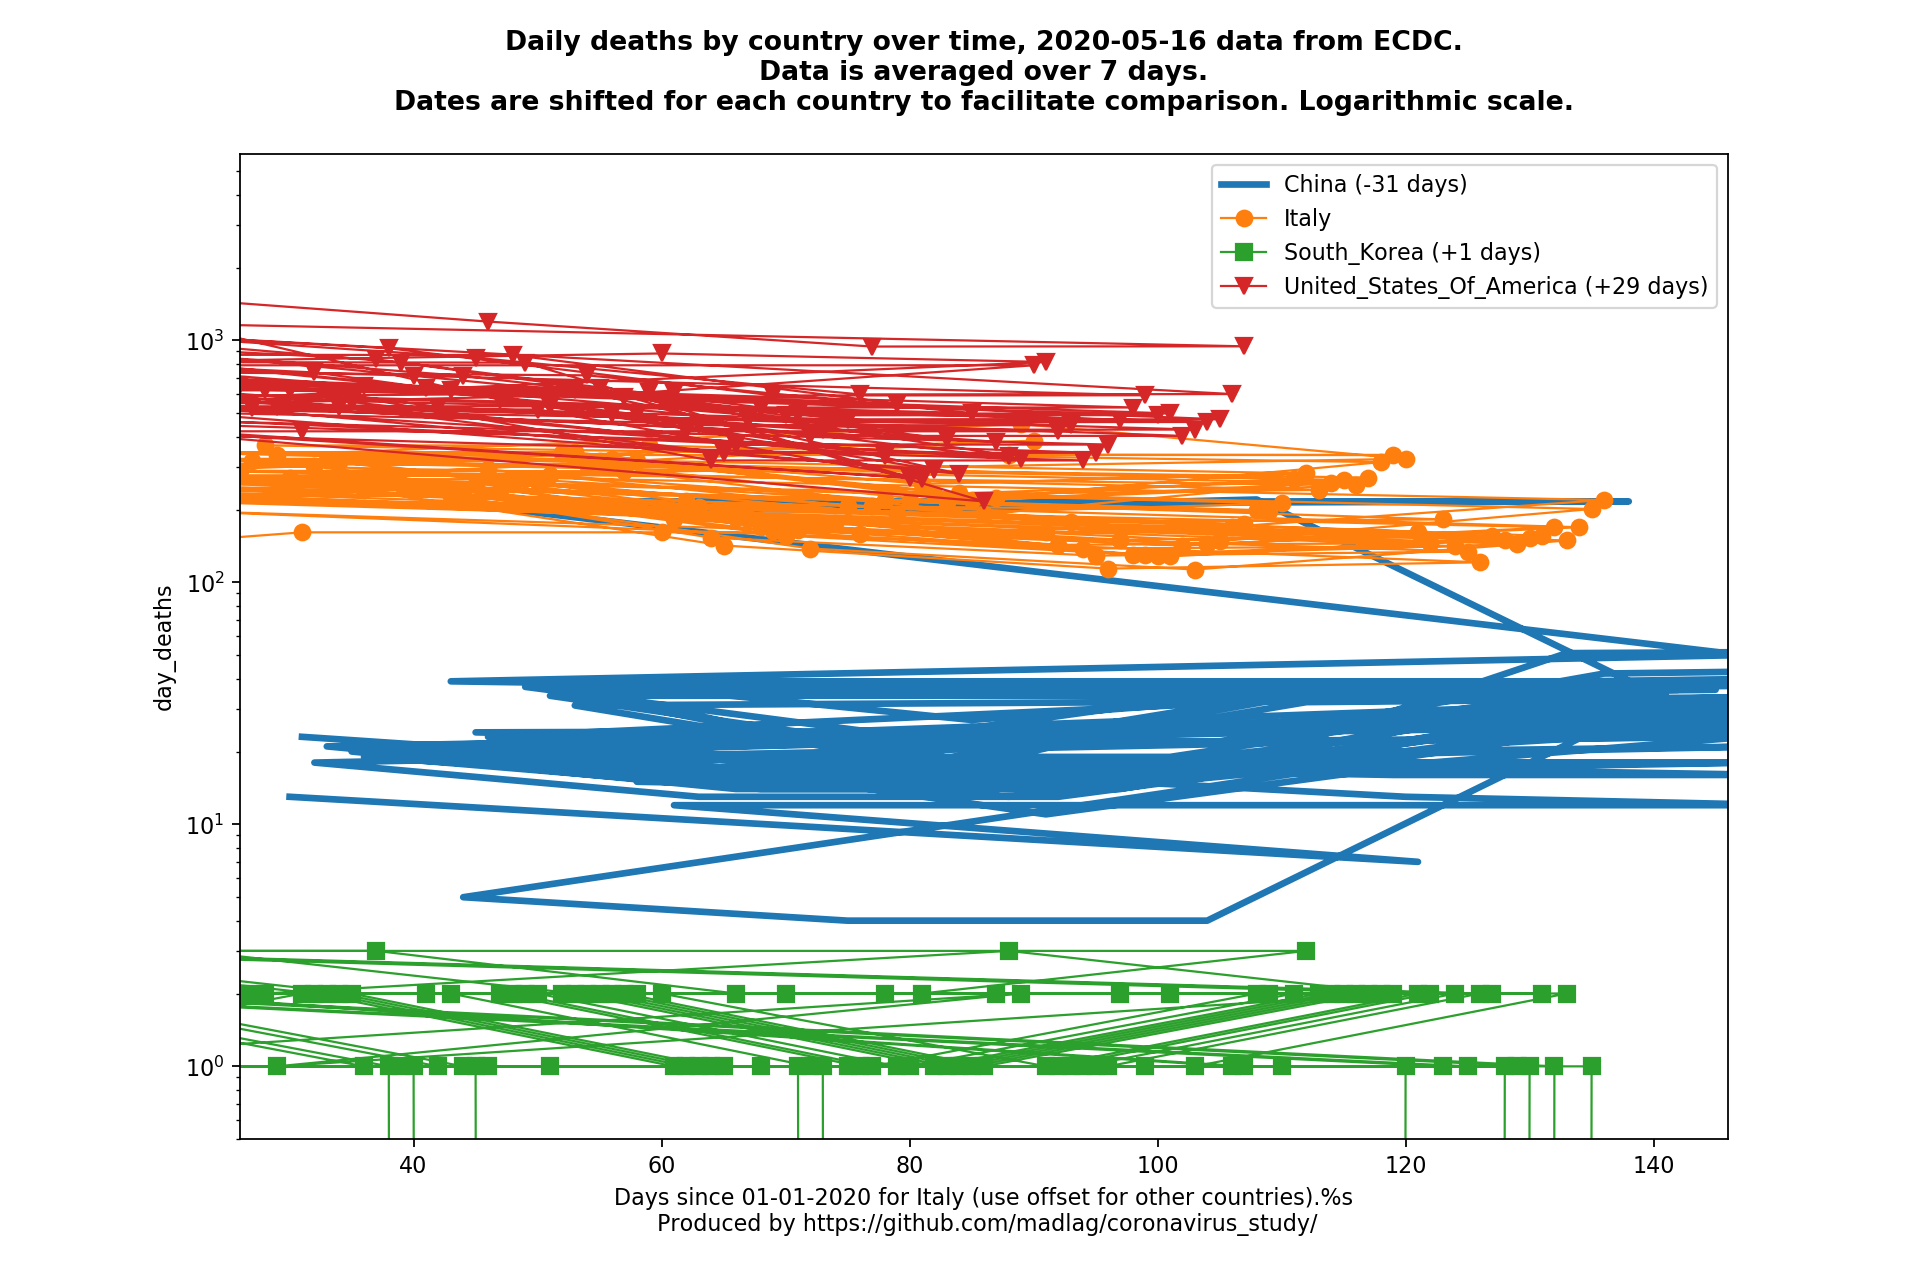 Daily deaths by country over time, 2020-05-16 data from ECDC.
Data is averaged over 7 days.
Dates are shifted for each country to facilitate comparison. Logarithmic scale.
China (-31 days)
Italy
South_Korea (+1 days)
United_States_Of_America (+29 days)
day_deaths
10³
10²
10¹
10⁰
40 60 80 100 120 140
Days since 01-01-2020 for Italy (use offset for other countries).%s
Produced by https://github.com/madlag/coronavirus_study/